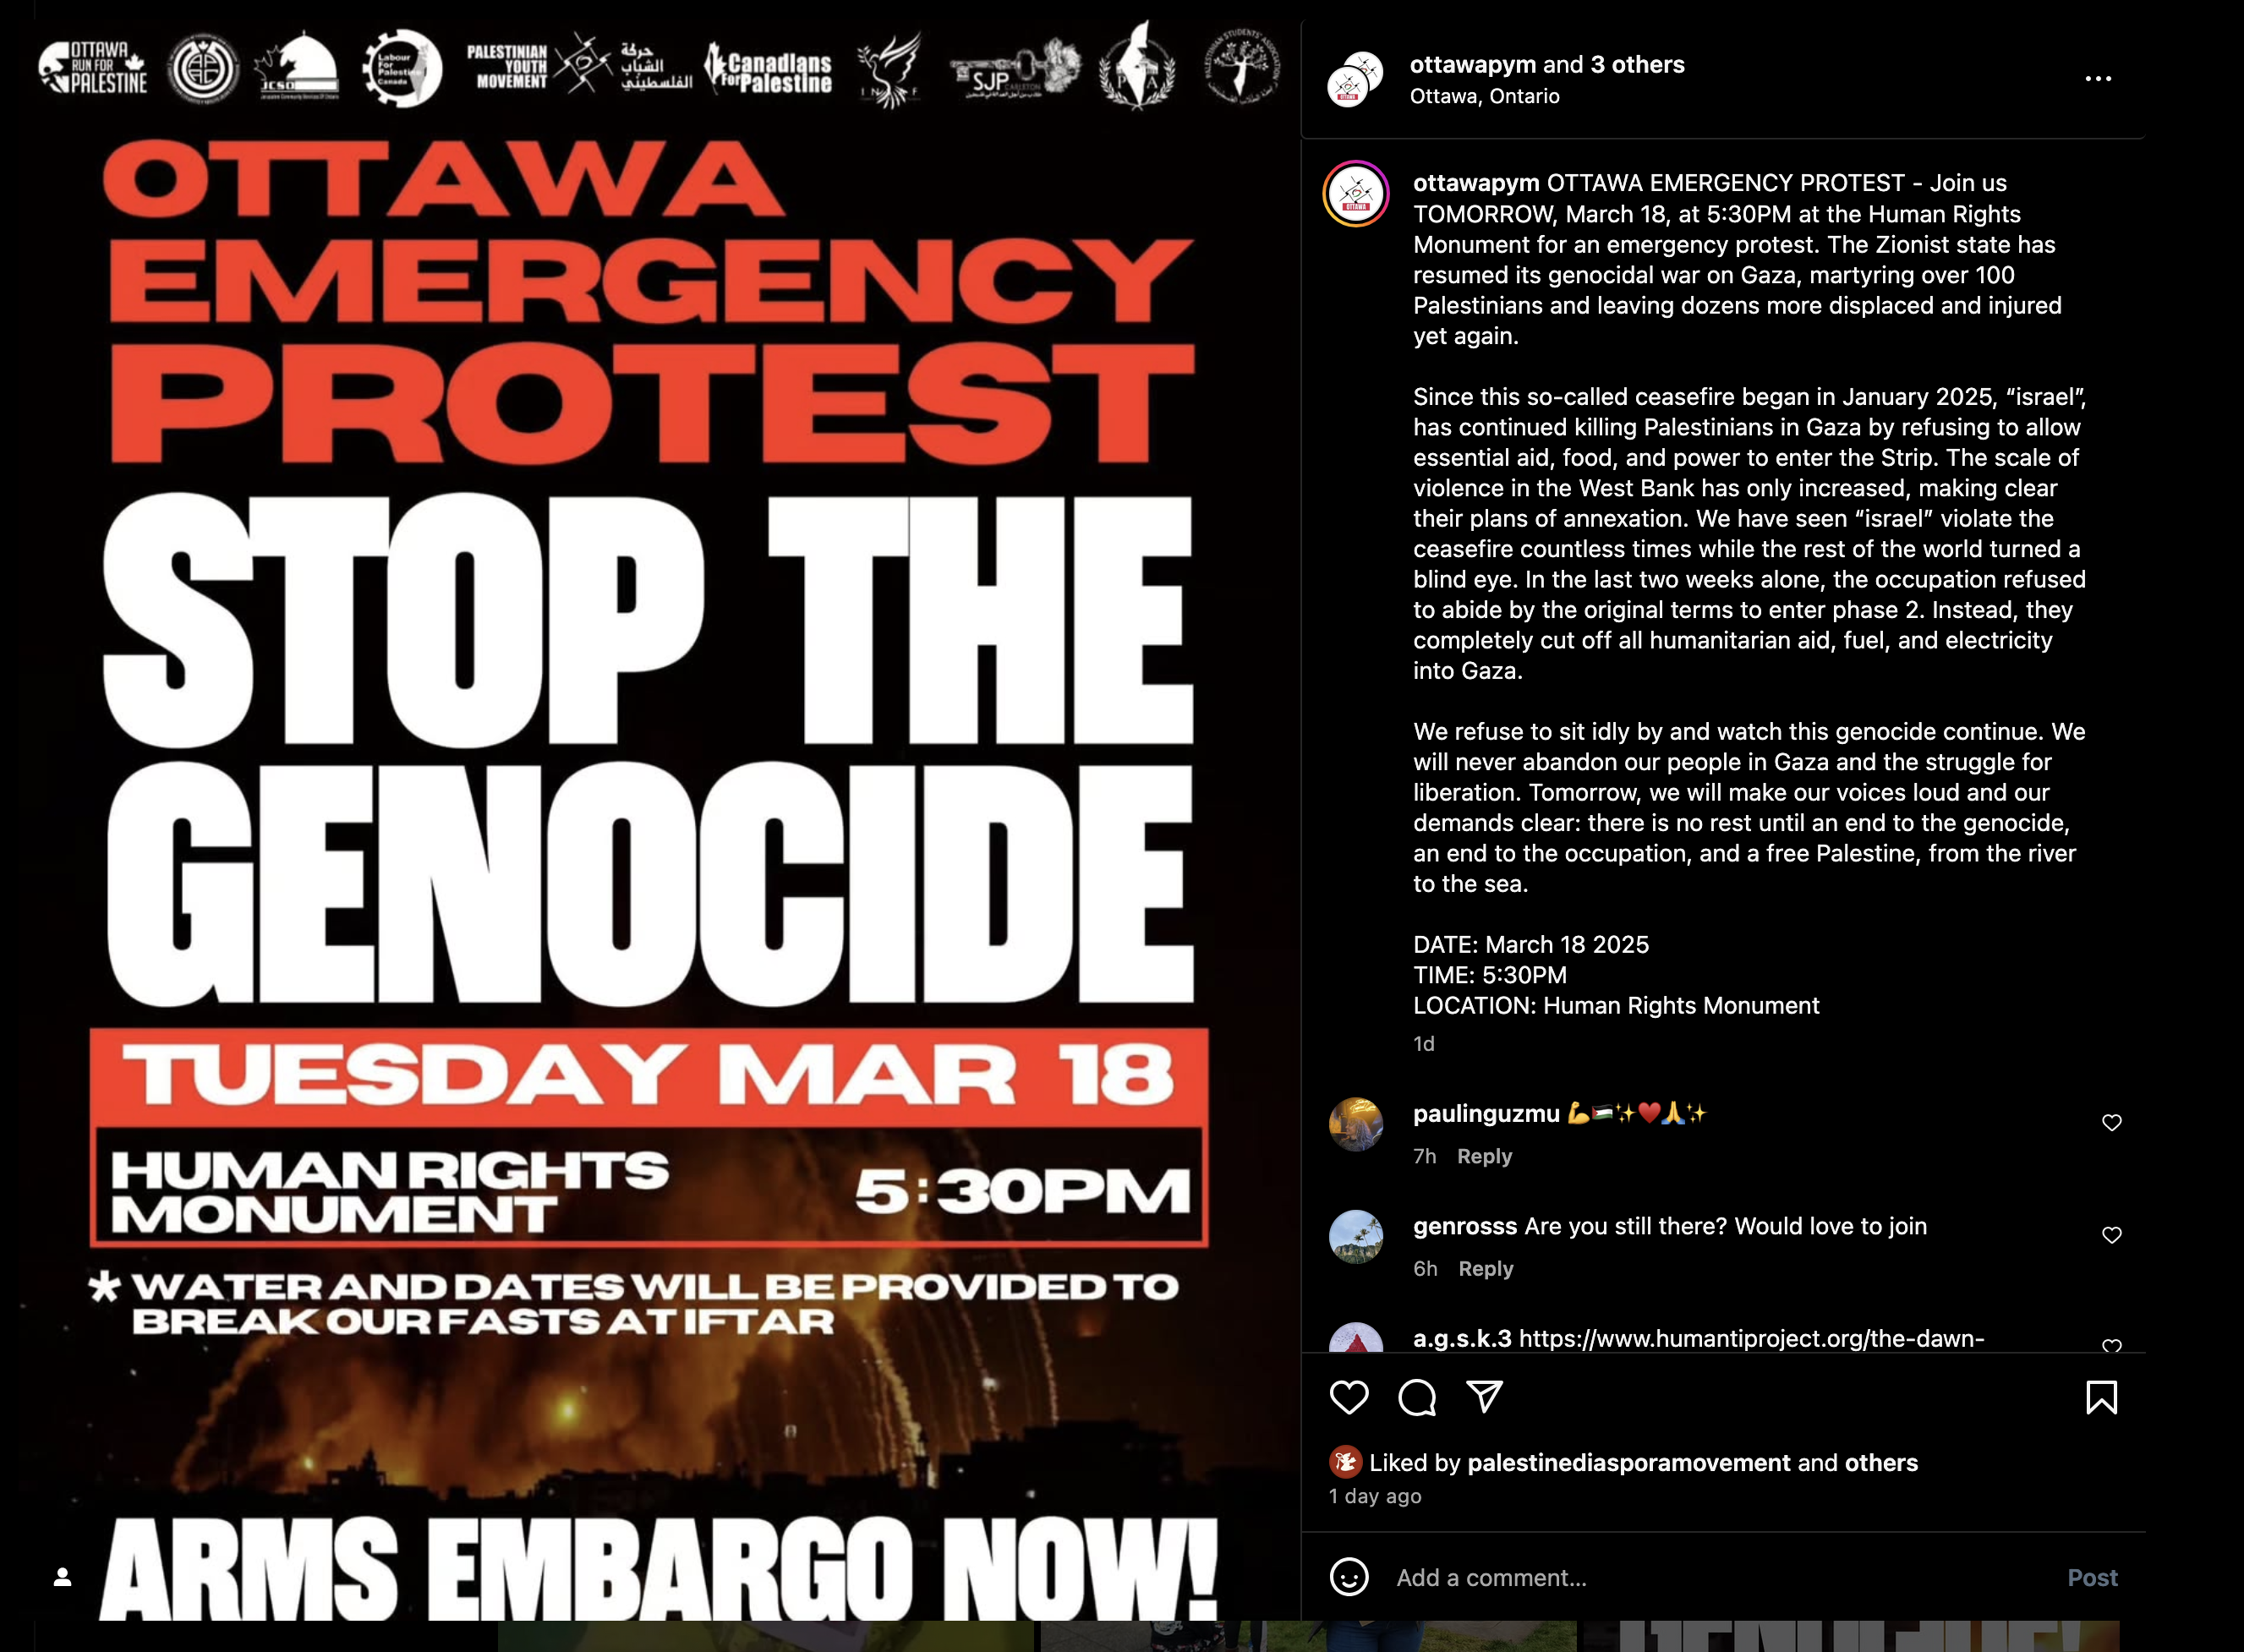 OTTAWA
RUN FOR
PALESTINE
JCSO
Labour
For
Palestine
Canada
PALESTINIAN
YOUTH
MOVEMENT
حركة
الشباب
الفلسطيني
Canadians
For Palestine
INSF
SJP CARLETON
PALESTINIAN STUDENTS' ASSOCIATION
OTTAWA
EMERGENCY
PROTEST
STOP THE
GENOCIDE
TUESDAY MAR 18
HUMAN RIGHTS
MONUMENT
5:30PM
* WATER AND DATES WILL BE PROVIDED TO
BREAK OUR FASTS AT IFTAR
ARMS EMBARGO NOW!
ottawapym and 3 others
Ottawa, Ontario
OTTAWA
ottawapym OTTAWA EMERGENCY PROTEST - Join us
TOMORROW, March 18, at 5:30PM at the Human Rights
Monument for an emergency protest. The Zionist state has
resumed its genocidal war on Gaza, martyring over 100
Palestinians and leaving dozens more displaced and injured
yet again.
Since this so-called ceasefire began in January 2025, “israel”,
has continued killing Palestinians in Gaza by refusing to allow
essential aid, food, and power to enter the Strip. The scale of
violence in the West Bank has only increased, making clear
their plans of annexation. We have seen “israel” violate the
ceasefire countless times while the rest of the world turned a
blind eye. In the last two weeks alone, the occupation refused
to abide by the original terms to enter phase 2. Instead, they
completely cut off all humanitarian aid, fuel, and electricity
into Gaza.
We refuse to sit idly by and watch this genocide continue. We
will never abandon our people in Gaza and the struggle for
liberation. Tomorrow, we will make our voices loud and our
demands clear: there is no rest until an end to the genocide,
an end to the occupation, and a free Palestine, from the river
to the sea.
DATE: March 18 2025
TIME: 5:30PM
LOCATION: Human Rights Monument
1d
paulinguzmu 💪🇵🇸✨❤️🙏✨
7h Reply
genrosss Are you still there? Would love to join
6h Reply
a.g.s.k.3 https://www.humantiproject.org/the-dawn-
Liked by palestinediasporamovement and others
1 day ago
Add a comment...
Post